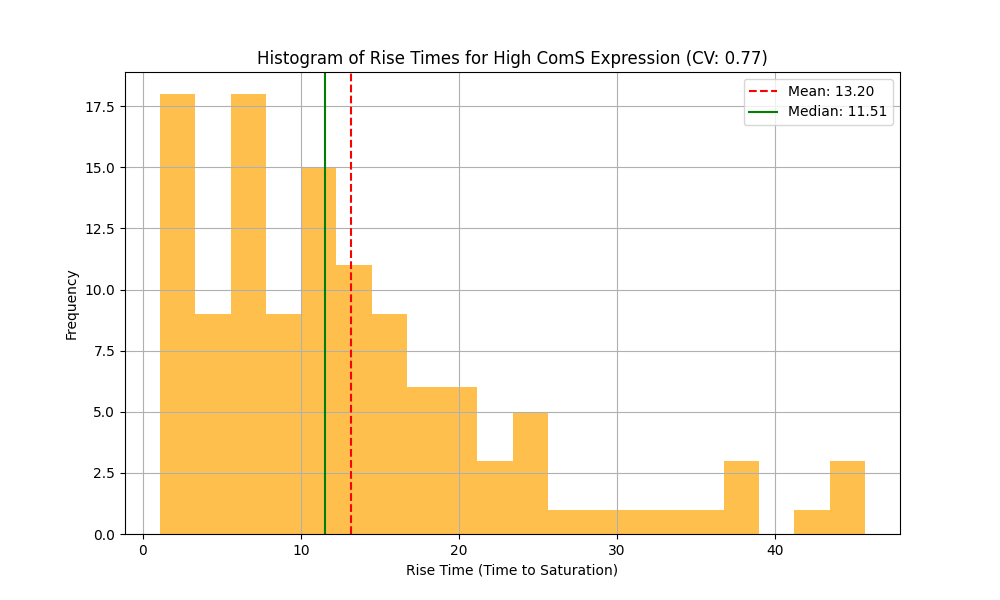 Histogram of Rise Times for High ComS Expression (CV: 0.77)
Mean: 13.20
Median: 11.51
17.5
15.0
12.5
10.0
7.5
5.0
2.5
0.0
Frequency
0 10 20 30 40
Rise Time (Time to Saturation)